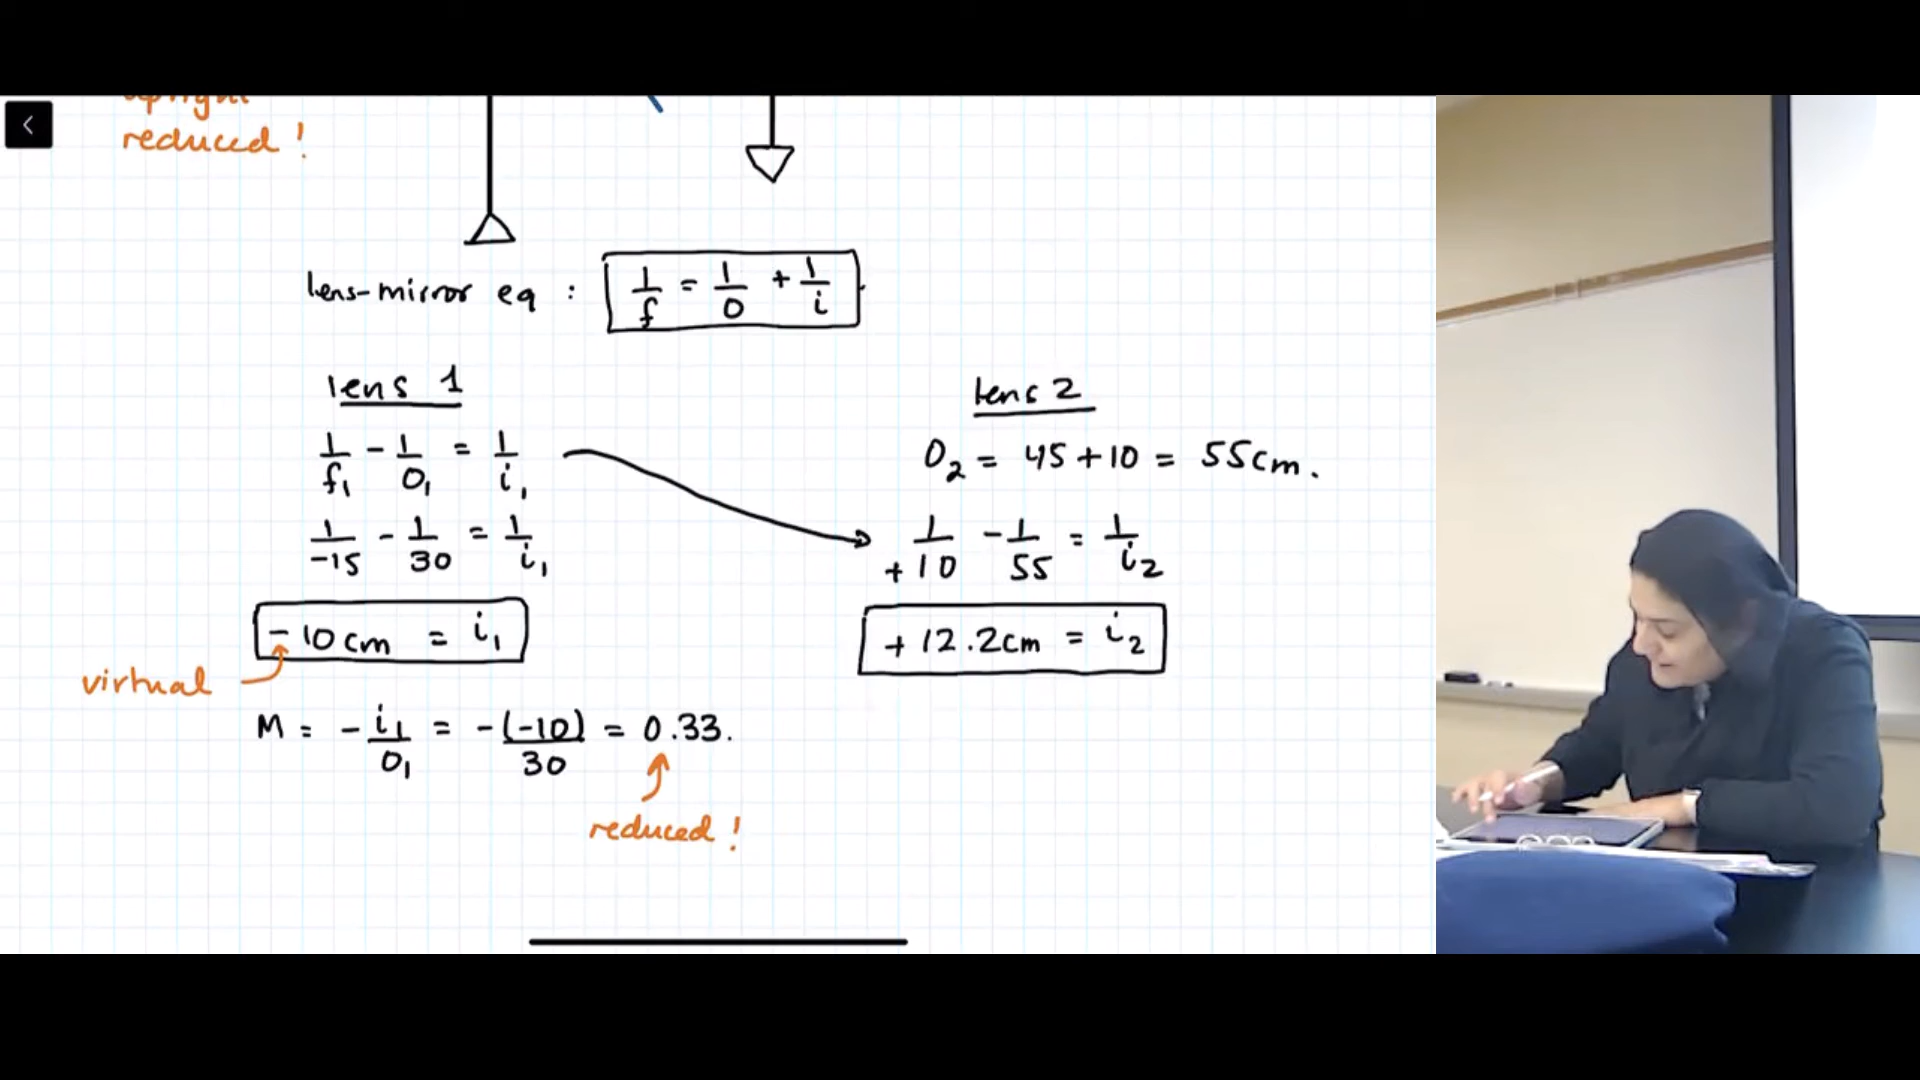 upright
reduced !
lens-mirror eq : 1/f = 1/o + 1/i
lens 1
1/f₁ - 1/o₁ = 1/i₁
1/-15 - 1/30 = 1/i₁
- 10 cm = i₁
virtual
M = - i₁/o₁ = -(-10)/30 = 0.33.
reduced !
lens 2
O₂ = 45 + 10 = 55cm.
1/+10 - 1/55 = 1/i₂
+ 12.2cm = i₂